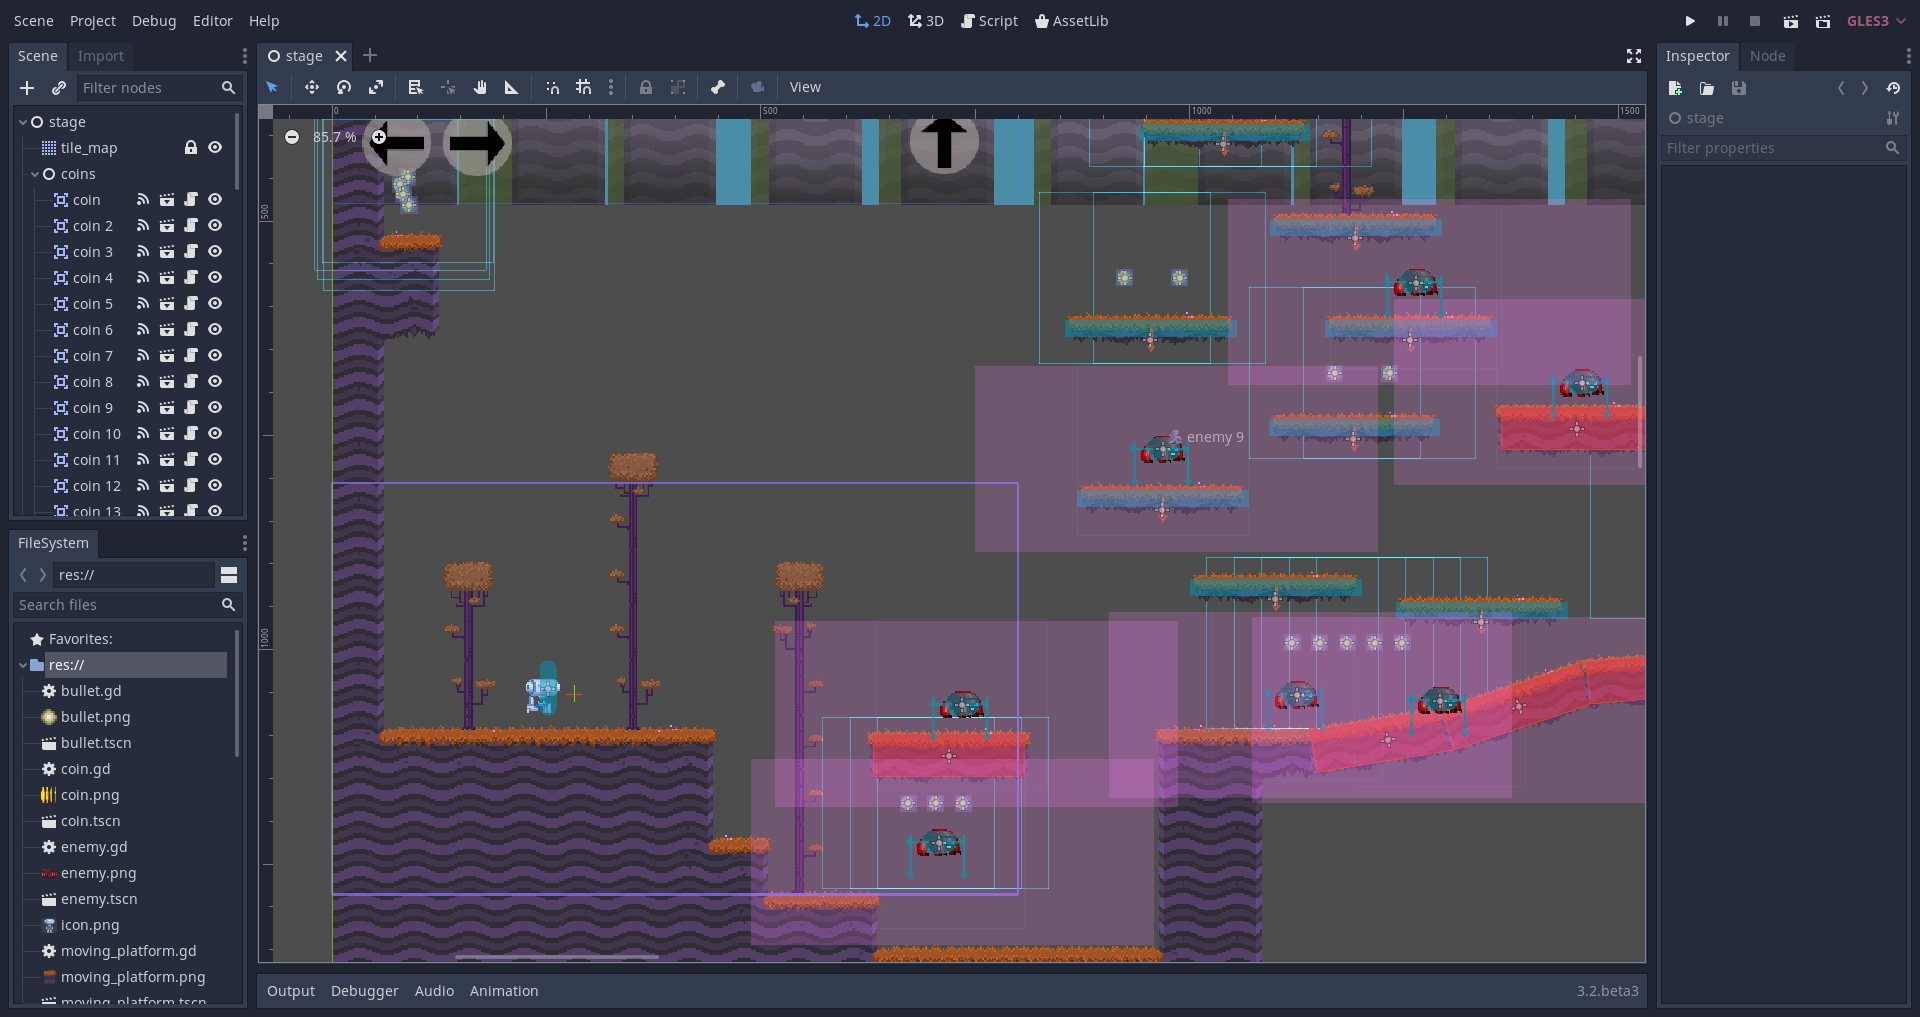 Scene Project Debug Editor Help
2D 3D Script AssetLib
GLES3
Scene Import
stage
Inspector Node
Filter nodes
View
stage
tile_map
coins
coin
coin 2
coin 3
coin 4
coin 5
coin 6
coin 7
coin 8
coin 9
coin 10
coin 11
coin 12
coin 13
0 500 1000 1500
85.7 %
500
1000
enemy 9
stage
Filter properties
FileSystem
res://
Search files
Favorites:
res://
bullet.gd
bullet.png
bullet.tscn
coin.gd
coin.png
coin.tscn
enemy.gd
enemy.png
enemy.tscn
icon.png
moving_platform.gd
moving_platform.png
moving_platform.tscn
Output Debugger Audio Animation
3.2.beta3